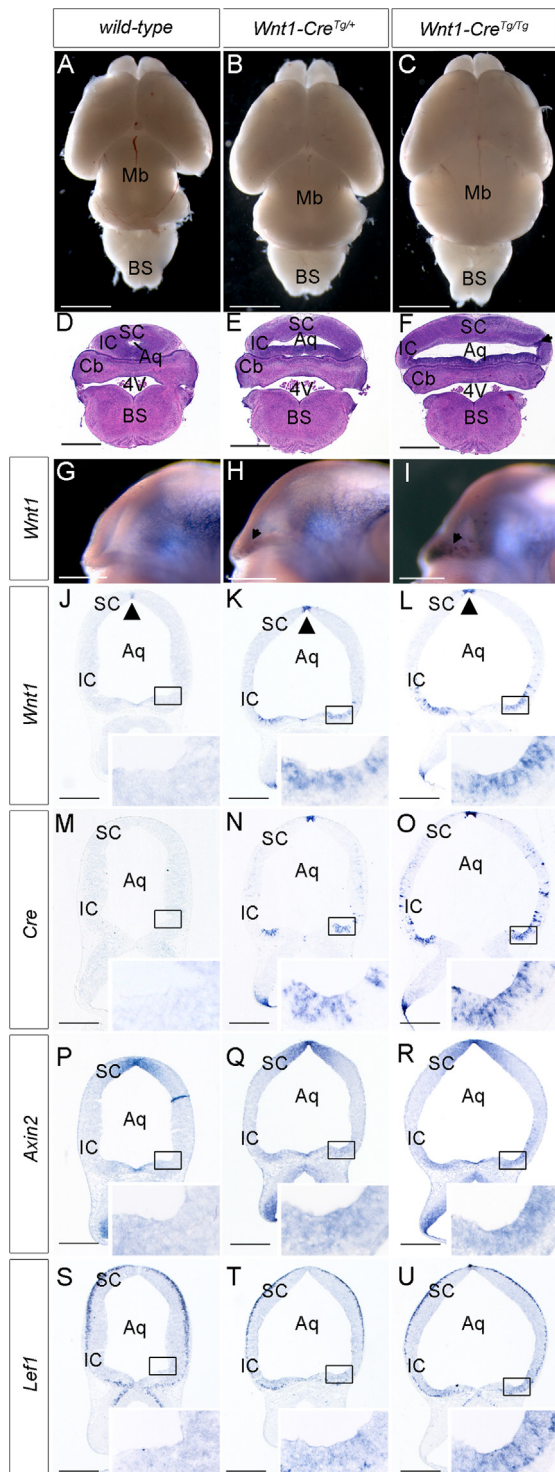 wild-type Wnt1-Cre^Tg/+ Wnt1-Cre^Tg/Tg
A B C
Mb Mb Mb
BS BS BS
D E F
SC SC SC
IC IC IC
Aq Aq Aq
Cb Cb Cb
4V 4V 4V
BS BS BS
Wnt1
G H I
Wnt1
J K L
SC SC SC
Aq Aq Aq
IC IC IC
Cre
M N O
SC SC SC
Aq Aq Aq
IC IC IC
Axin2
P Q R
SC SC SC
Aq Aq Aq
IC IC IC
Lef1
S T U
SC SC SC
Aq Aq Aq
IC IC IC